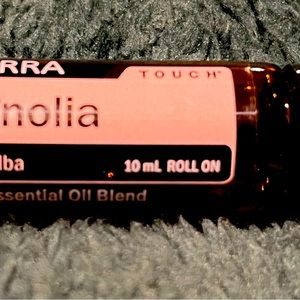 RRA
TOUCH
nolia
lba
10 mL ROLL ON
ssential Oil Blend